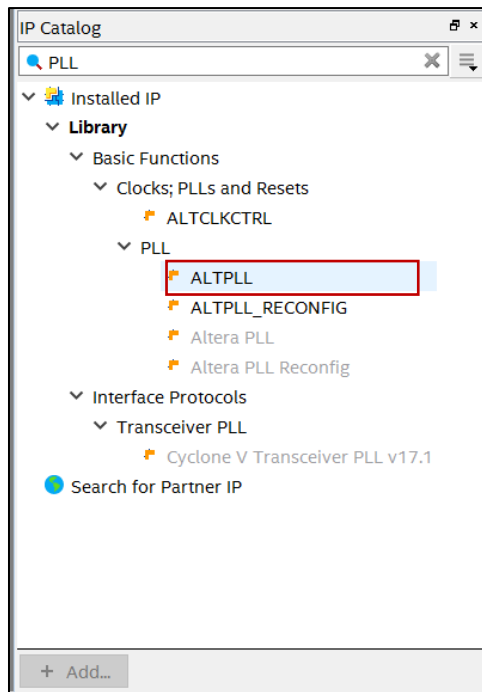 IP Catalog
PLL
Installed IP
Library
Basic Functions
Clocks; PLLs and Resets
ALTCLKCTRL
PLL
ALTPLL
ALTPLL_RECONFIG
Altera PLL
Altera PLL Reconfig
Interface Protocols
Transceiver PLL
Cyclone V Transceiver PLL v17.1
Search for Partner IP
+ Add...